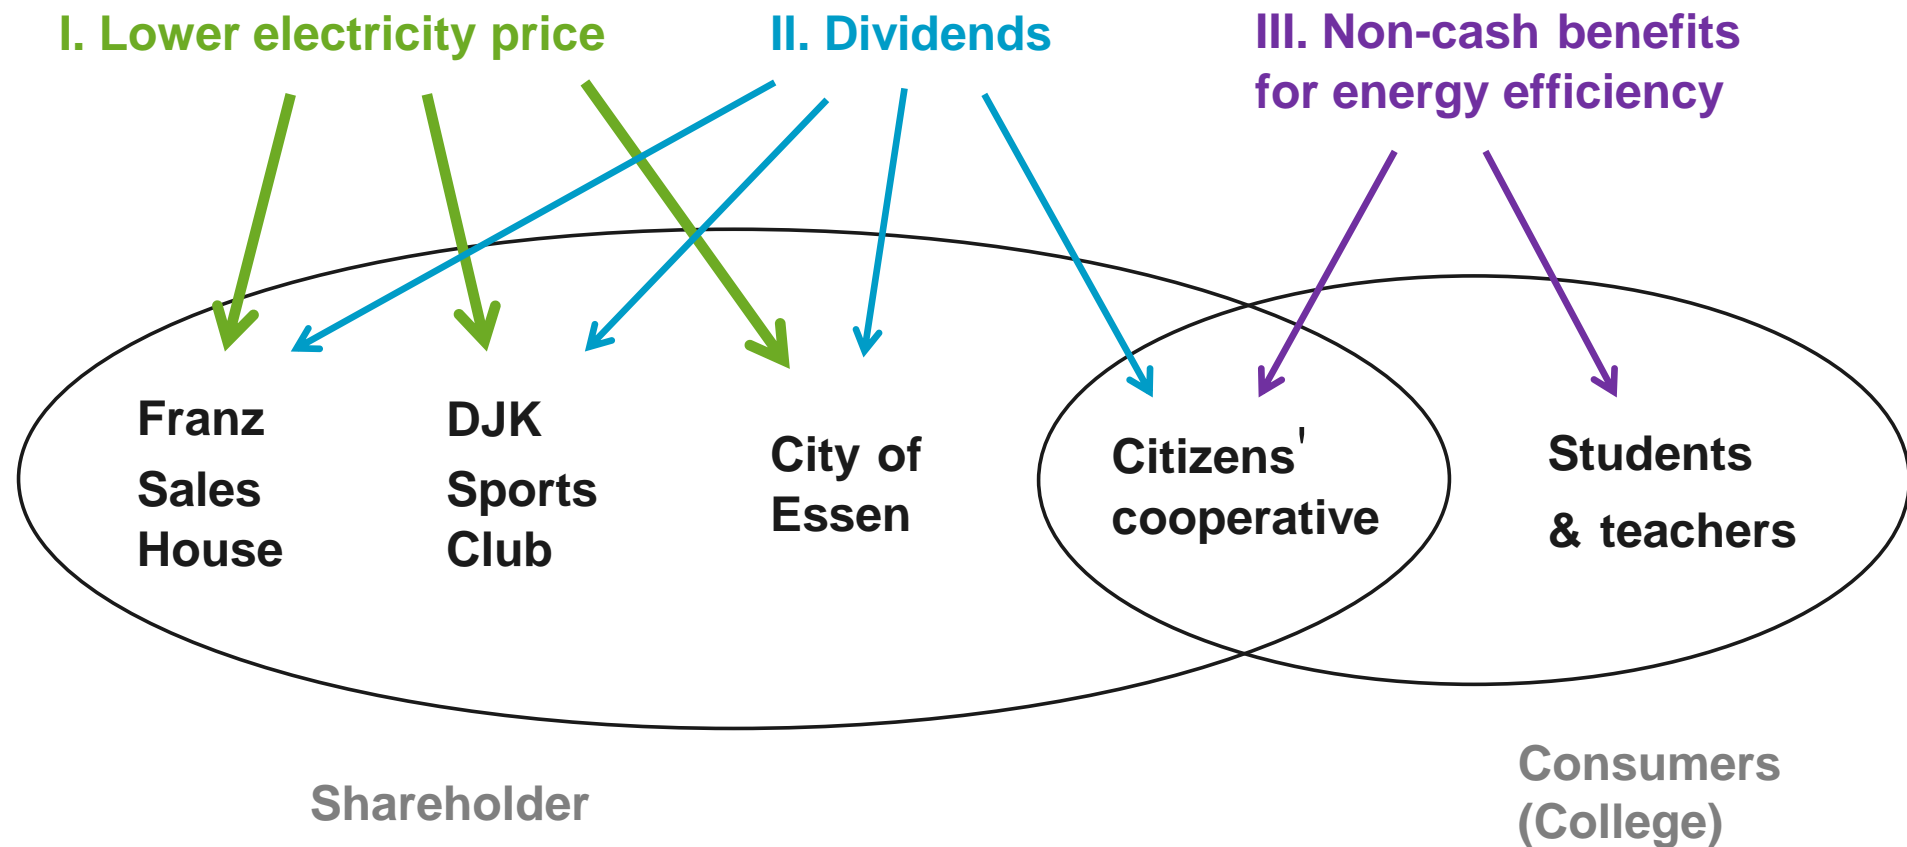 I. Lower electricity price
II. Dividends
III. Non-cash benefits
for energy efficiency
Franz
Sales
House
DJK
Sports
Club
City of
Essen
Citizens'
cooperative
Students
& teachers
Shareholder
Consumers
(College)